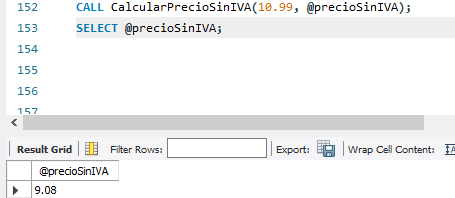 152 CALL CalcularPrecioSinIVA(10.99, @precioSinIVA);
153 SELECT @precioSinIVA;
154
155
156
157
Result Grid Filter Rows: Export: Wrap Cell Content:
@precioSinIVA
9.08